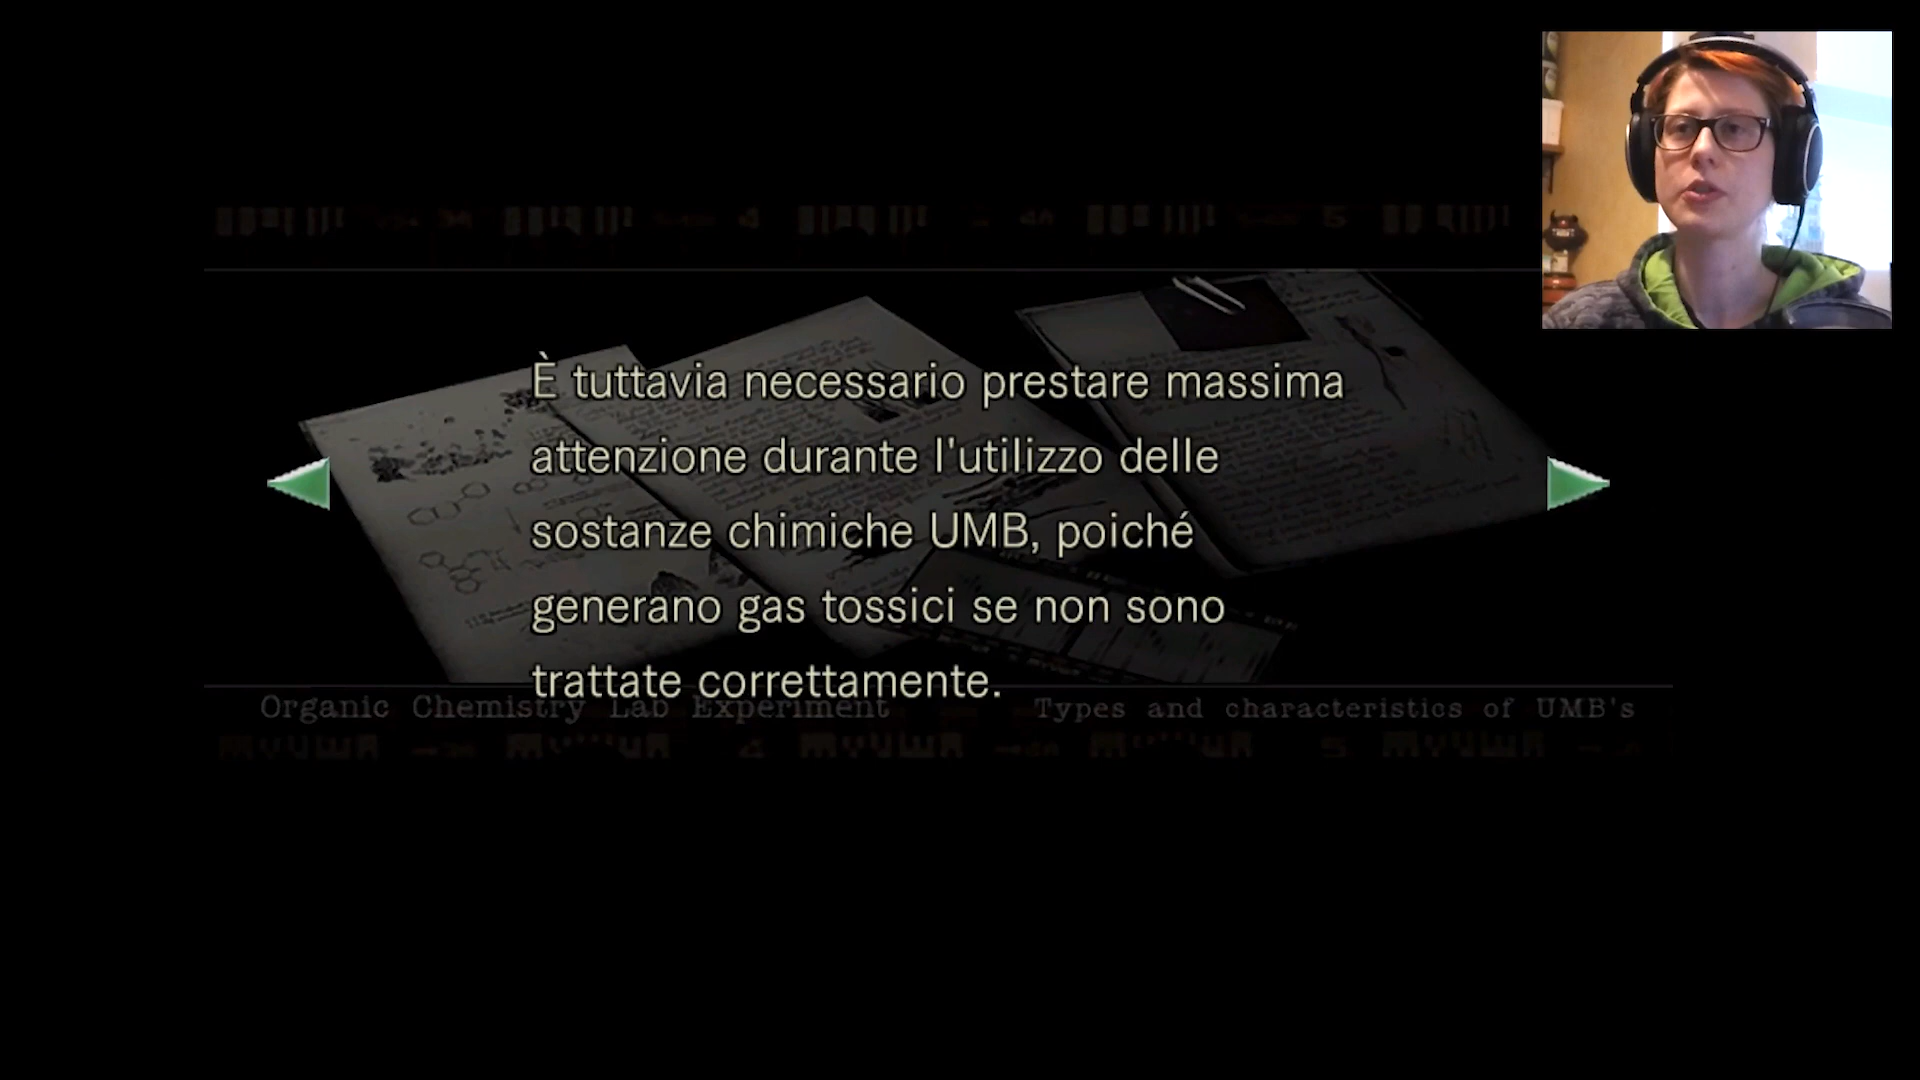 È tuttavia necessario prestare massima
attenzione durante l'utilizzo delle
sostanze chimiche UMB, poiché
generano gas tossici se non sono
trattate correttamente.
Organic Chemistry Lab Experiment
Types and characteristics of UMB's